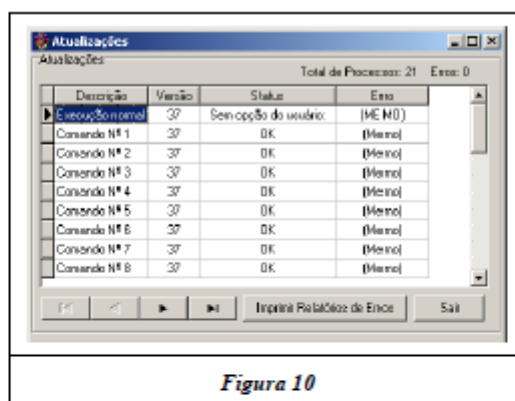 Atualizações
Atualizações
Total de Processos: 21 Erros: 0
Descrição Versão Status Erro
Execução normal 37 Sem opção do usuário: (MEMO)
Comando Nº 1 37 OK (Memo)
Comando Nº 2 37 OK (Memo)
Comando Nº 3 37 OK (Memo)
Comando Nº 4 37 OK (Memo)
Comando Nº 5 37 OK (Memo)
Comando Nº 6 37 OK (Memo)
Comando Nº 7 37 OK (Memo)
Comando Nº 8 37 OK (Memo)
Imprimir Relatórios de Erros Sair
Figura 10